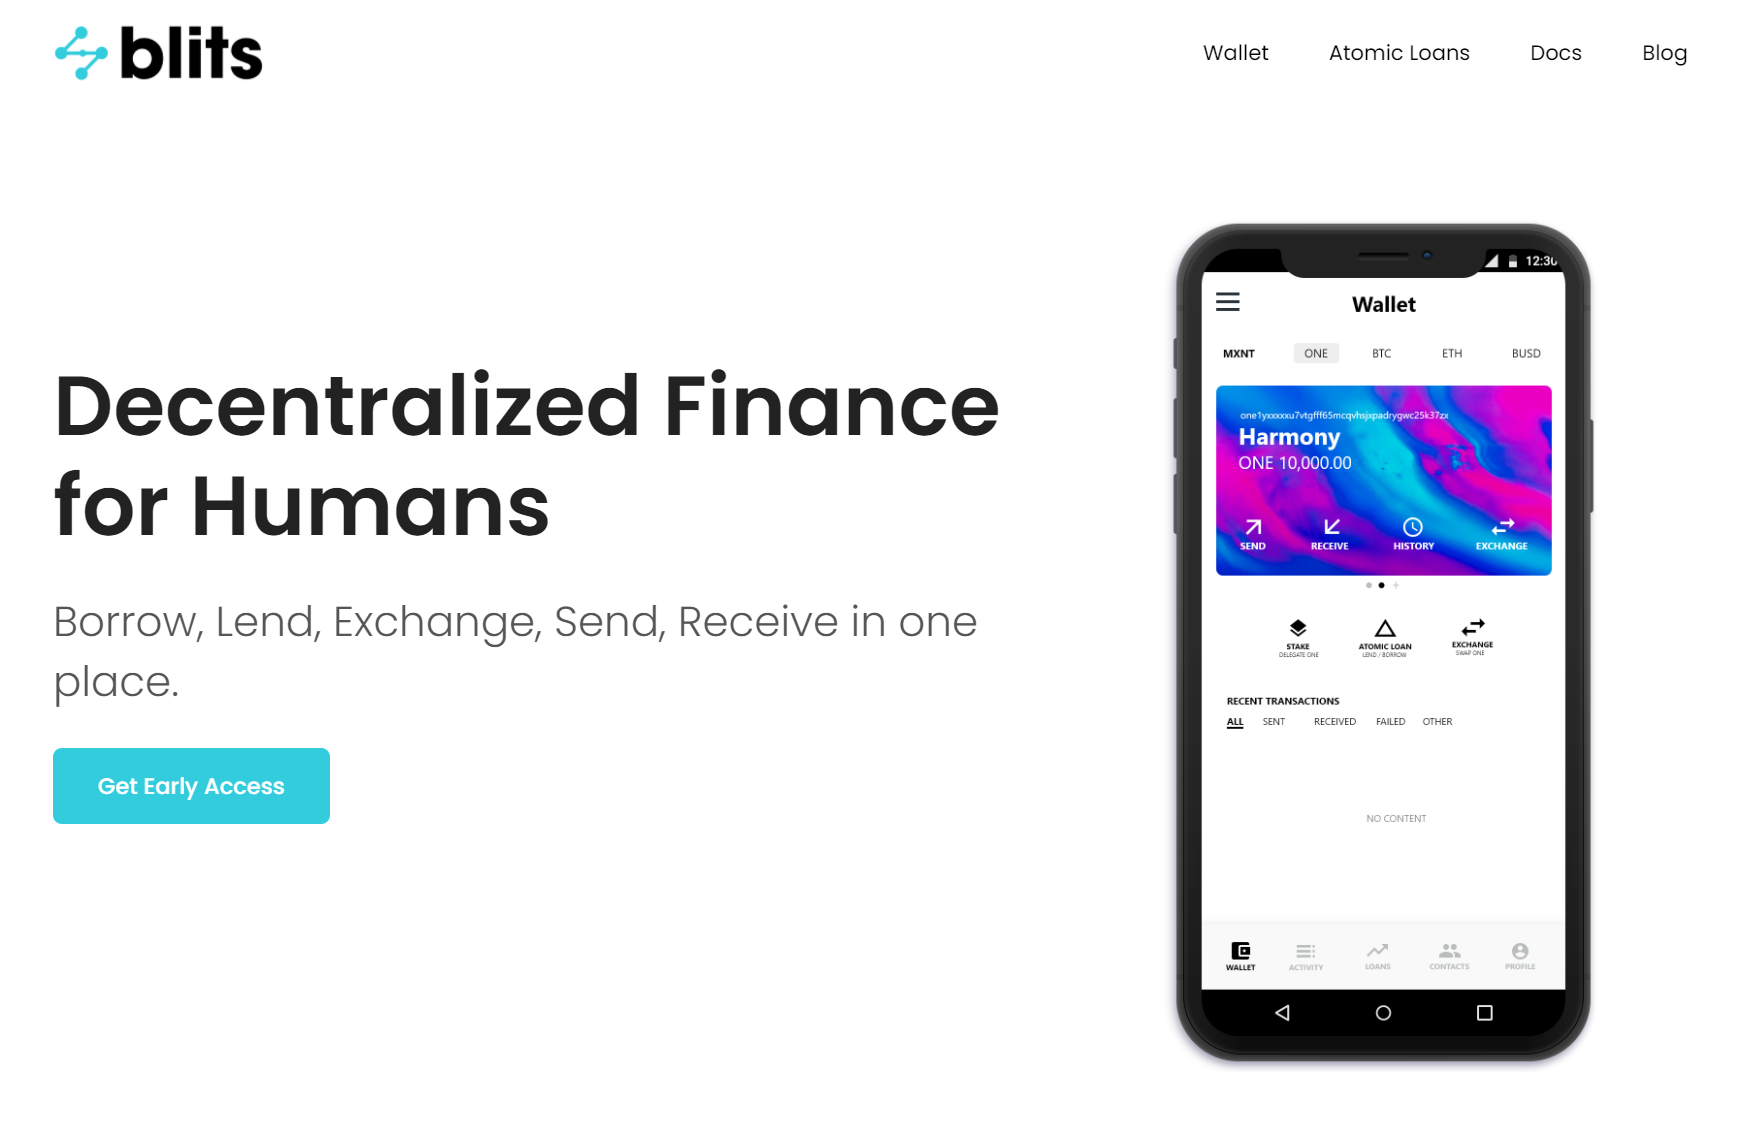 blits
Wallet
Atomic Loans
Docs
Blog
Decentralized Finance
for Humans
Borrow, Lend, Exchange, Send, Receive in one
place.
Get Early Access
12:30
Wallet
MXNT ONE BTC ETH BUSD
one1yxxxxxu7vtgfff65mcqvhsjxpadrygwc25k37zx
Harmony
ONE 10,000.00
SEND RECEIVE HISTORY EXCHANGE
STAKE ATOMIC LOAN EXCHANGE
DELEGATE ONE LEND / BORROW SWAP ONE
RECENT TRANSACTIONS
ALL SENT RECEIVED FAILED OTHER
NO CONTENT
WALLET ACTIVITY LOANS CONTACTS PROFILE